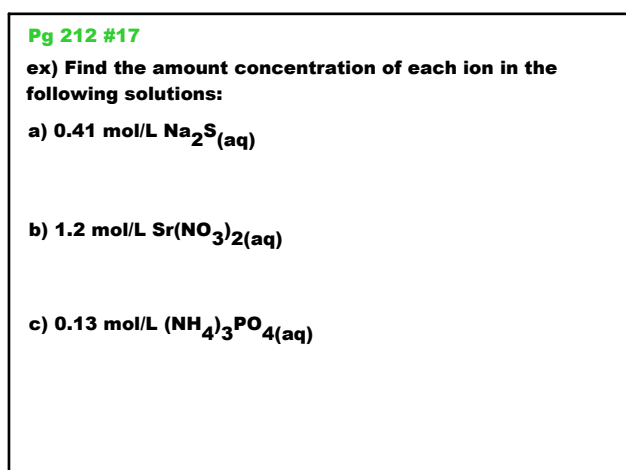 Pg 212 #17
ex) Find the amount concentration of each ion in the
following solutions:
a) 0.41 mol/L Na₂S(aq)
b) 1.2 mol/L Sr(NO₃)₂(aq)
c) 0.13 mol/L (NH₄)₃PO₄(aq)